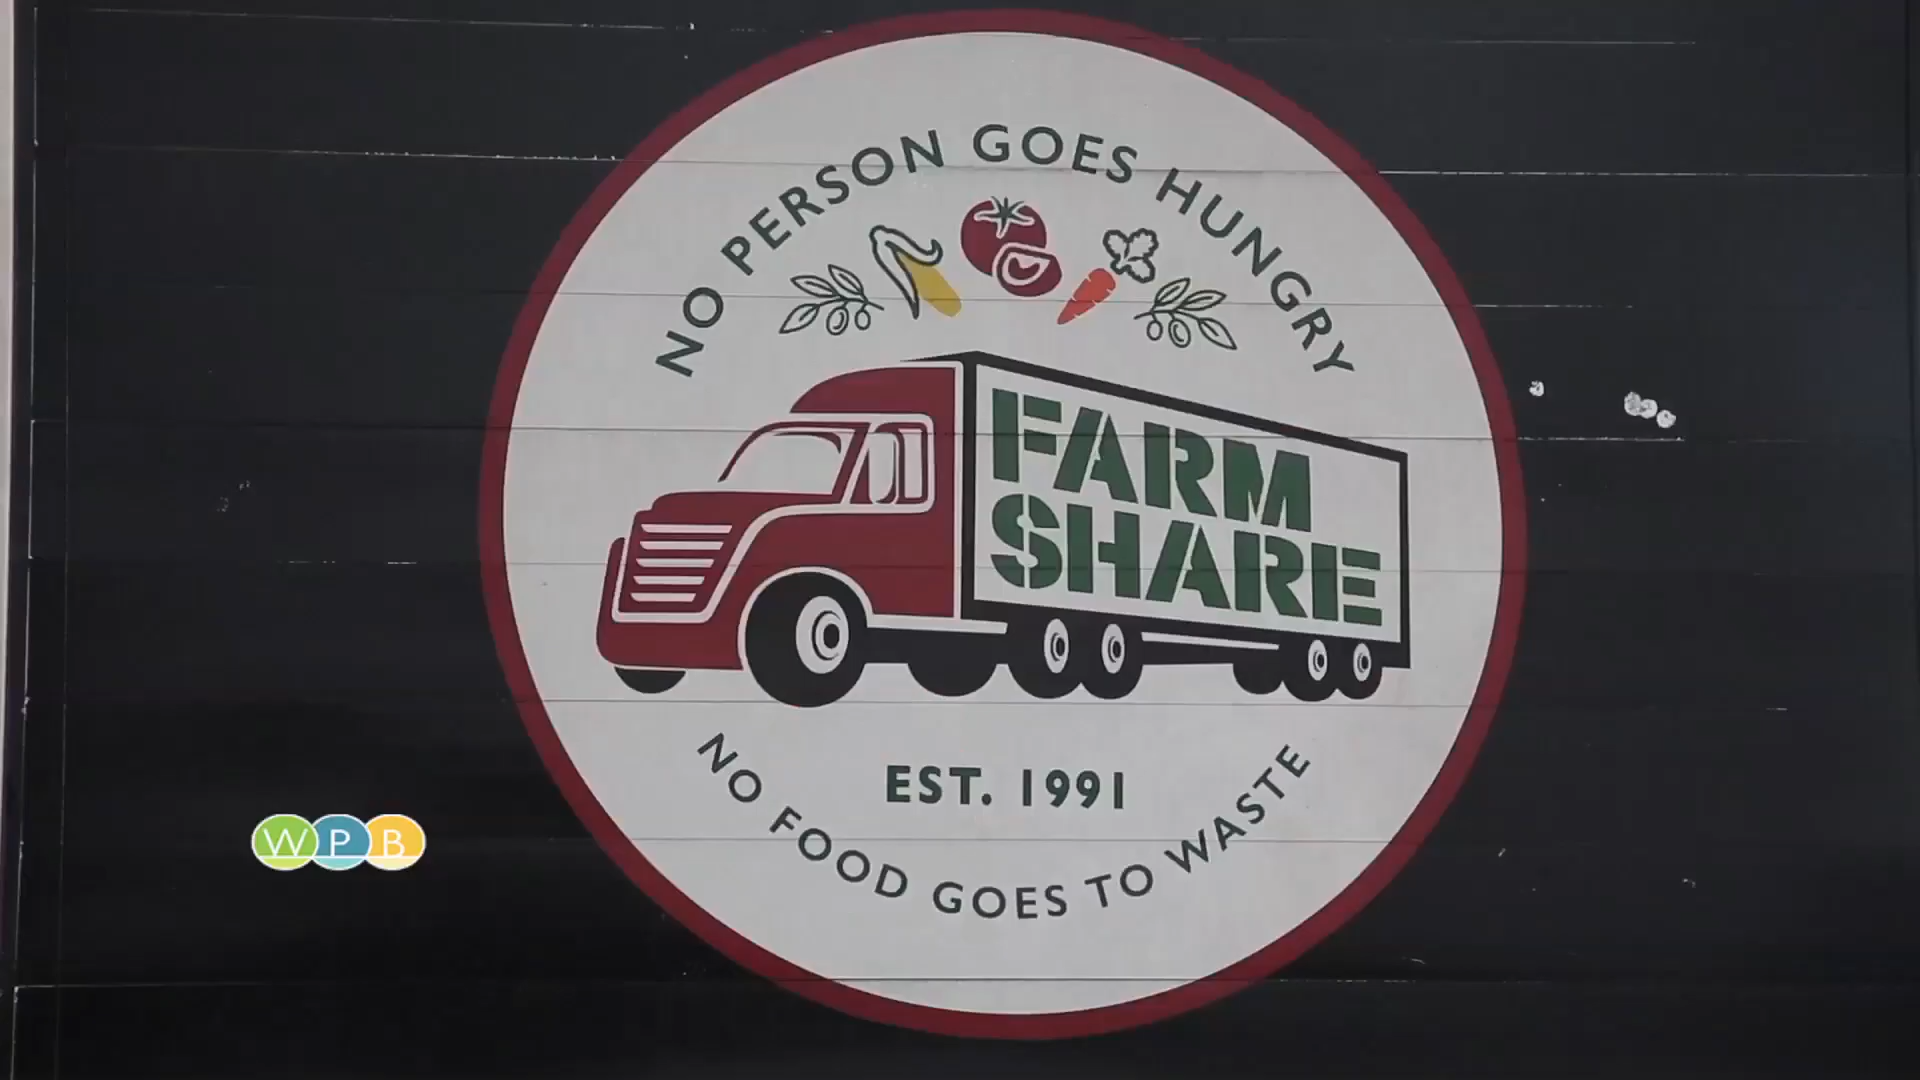 NO PERSON GOES HUNGRY
FARM
SHARE
EST. 1991
NO FOOD GOES TO WASTE
WPB